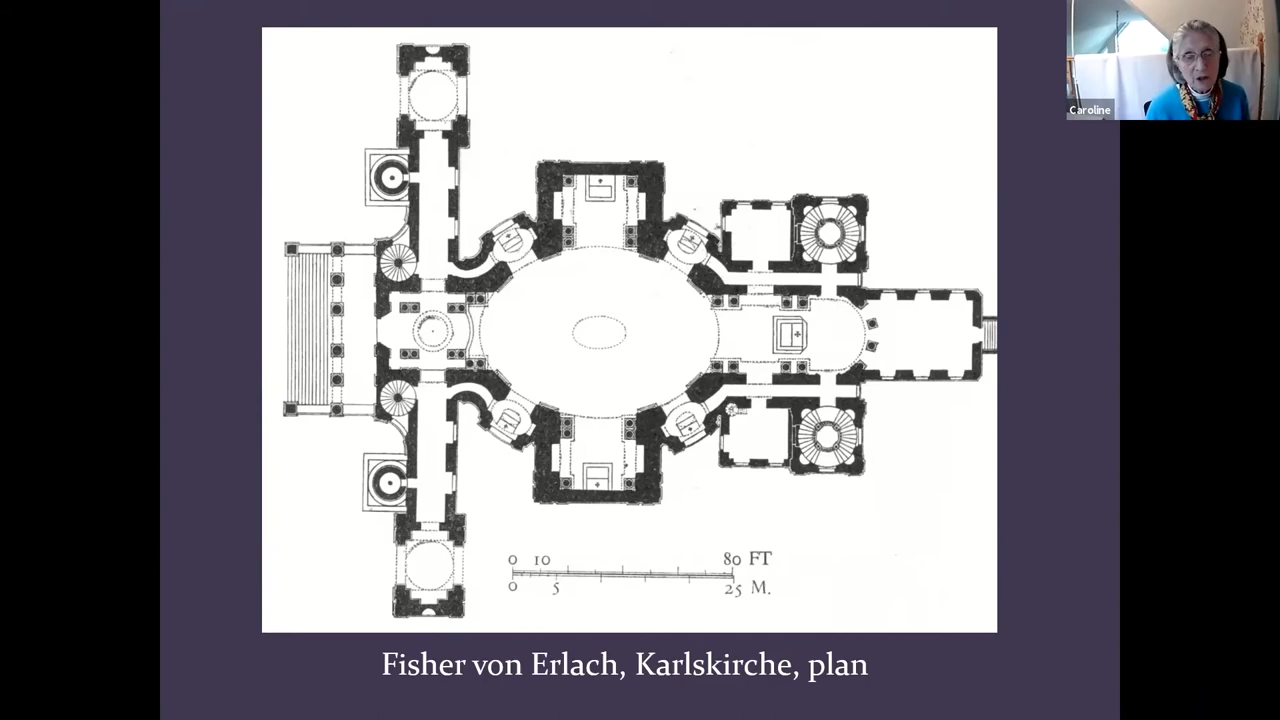 Caroline
0 10 80 FT
0 5 25 M.
Fisher von Erlach, Karlskirche, plan